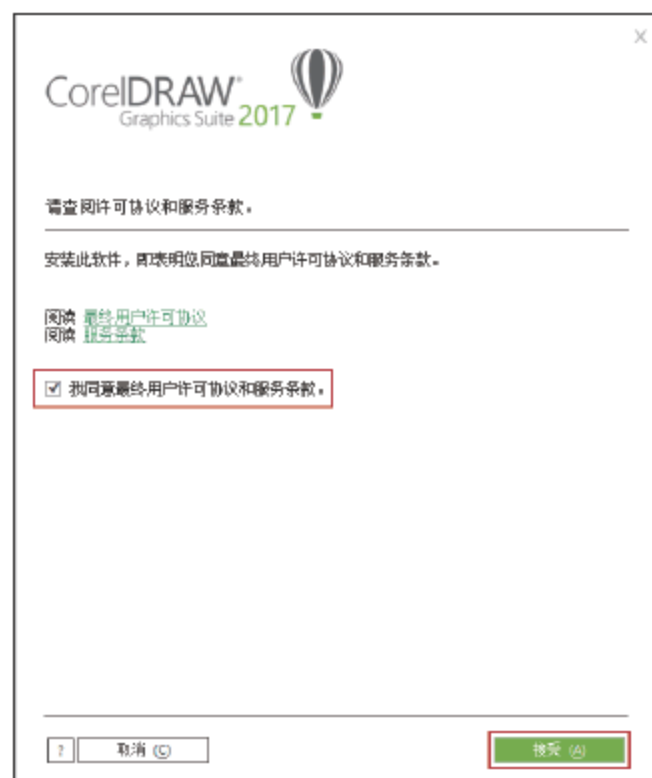 CorelDRAW®
Graphics Suite 2017
请查阅许可协议和服务条款。
安装此软件，即表明您同意最终用户许可协议和服务条款。
阅读 最终用户许可协议
阅读 服务条款
我同意最终用户许可协议和服务条款。
? 取消 (C) 接受 (A)